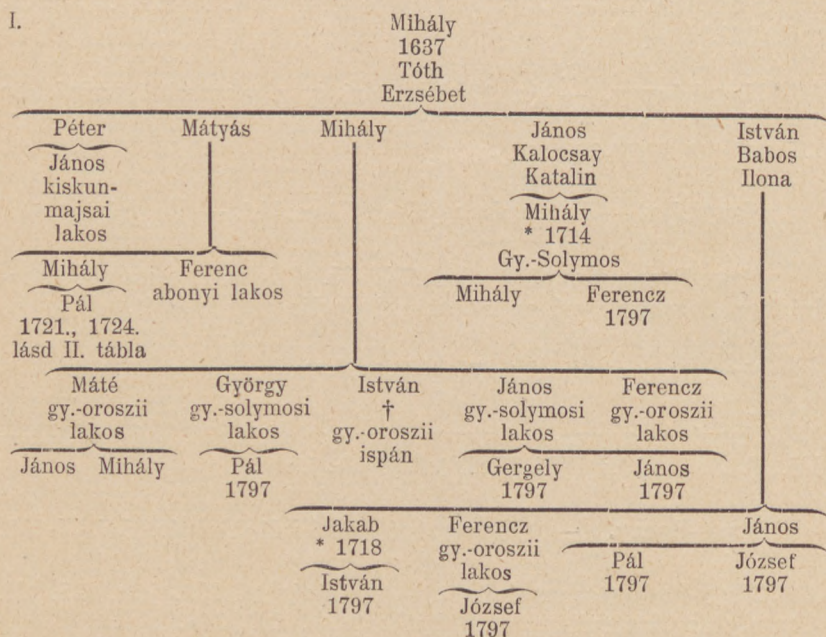 I.
Mihály
1637
Tóth
Erzsébet
Péter
János
kiskun-
majsai
lakos
Mátyás
Mihály
János
Kalocsay
Katalin
Mihály
* 1714
Gy.-Solymos
István
Babos
Ilona
Mihály
Pál
1721., 1724.
lásd II. tábla
Ferenc
abonyi lakos
Mihály
Ferencz
1797
Máté
gy.-oroszii
lakos
János Mihály
György
gy.-solymosi
lakos
Pál
1797
István
†
gy.-oroszii
ispán
János
gy.-solymosi
lakos
Gergely
1797
Ferencz
gy.-oroszii
lakos
János
1797
Jakab
* 1718
István
1797
Ferencz
gy.-oroszii
lakos
József
1797
János
Pál
1797
József
1797